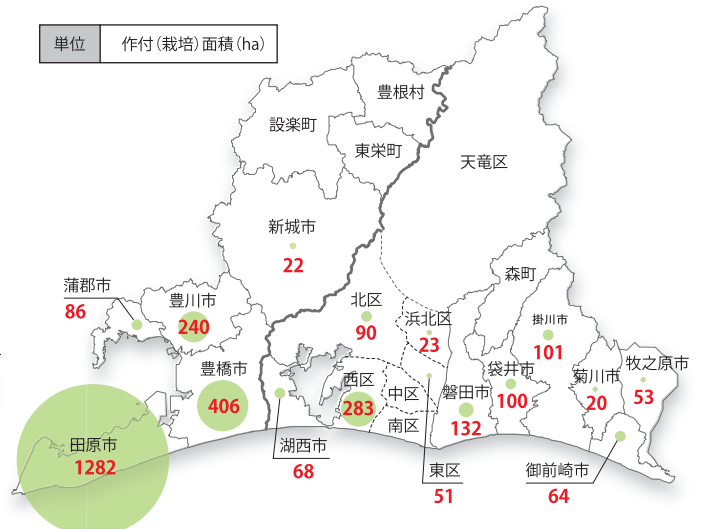 単位 作付（栽培）面積（ha）
豊根村
設楽町
東栄町
天竜区
新城市
22
森町
蒲郡市
86
豊川市
240
北区
90
浜北区
23
掛川市
101
豊橋市
406
西区
283
中区
南区
磐田市
132
袋井市
100
菊川市
20
牧之原市
53
田原市
1282
湖西市
68
東区
51
御前崎市
64